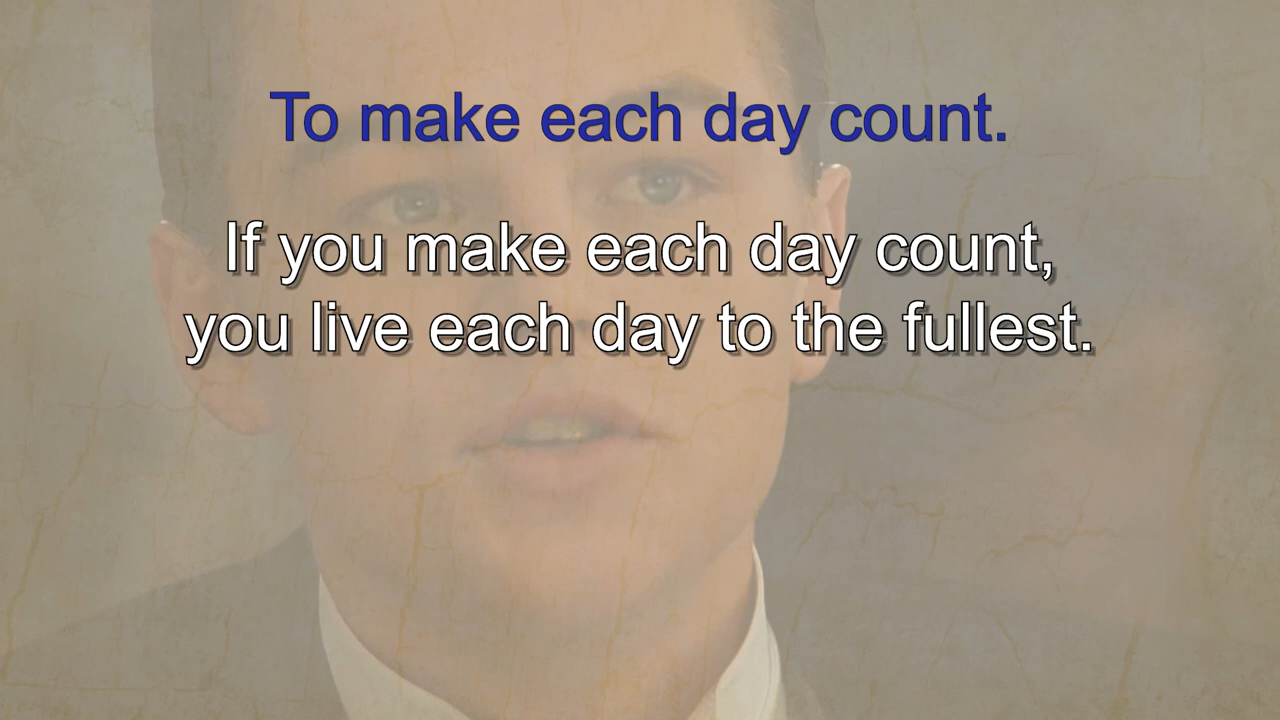 To make each day count.
If you make each day count,
you live each day to the fullest.